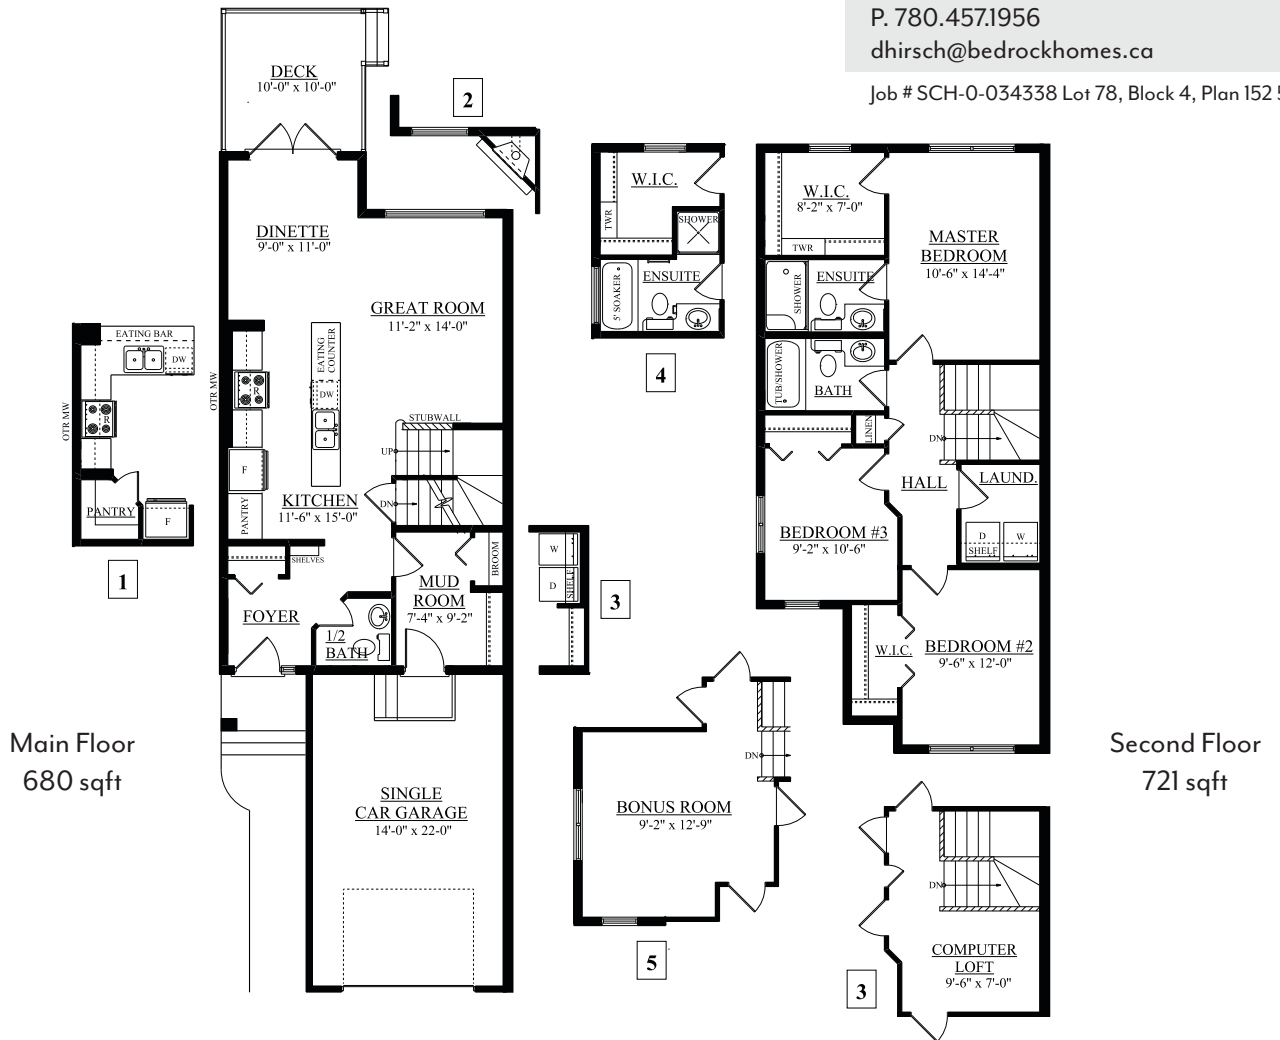 P. 780.457.1956
dhirsch@bedrockhomes.ca
Job # SCH-0-034338 Lot 78, Block 4, Plan 152
DECK
10'-0" x 10'-0"
2
DINETTE
9'-0" x 11'-0"
GREAT ROOM
11'-2" x 14'-0"
EATING COUNTER
DW
OTR MW
R
F
PANTRY
STUBWALL
UP
DN
KITCHEN
11'-6" x 15'-0"
SHELVES
FOYER
1/2
BATH
MUD
ROOM
7'-4" x 9'-2"
BROOM
SINGLE
CAR GARAGE
14'-0" x 22'-0"
Main Floor
680 sqft
EATING BAR
DW
OTR MW
R
PANTRY
F
1
W
D
SHELF
3
W.I.C.
TWR
SHOWER
ENSUITE
5' SOAKER
4
W.I.C.
8'-2" x 7'-0"
TWR
MASTER
BEDROOM
10'-6" x 14'-4"
ENSUITE
SHOWER
TUB/SHOWER
BATH
LINEN
DN
HALL
LAUND.
D
W
SHELF
BEDROOM #3
9'-2" x 10'-6"
W.I.C.
BEDROOM #2
9'-6" x 12'-0"
Second Floor
721 sqft
DN
BONUS ROOM
9'-2" x 12'-9"
5
DN
COMPUTER
LOFT
9'-6" x 7'-0"
3